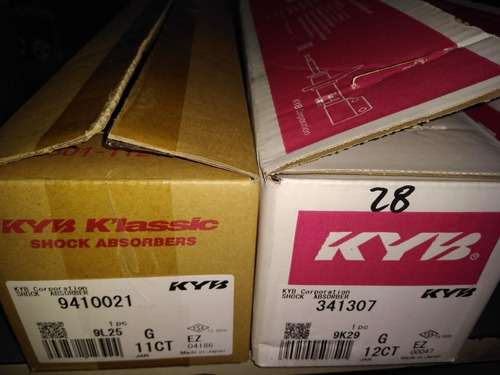 KYB K'lassic
SHOCK ABSORBERS
KYB Corporation
SHOCK ABSORBER
KYB
9410021
1 pc
9L25
G
11CT
JAN
EZ
04186
Made in Japan
KYB corporation
28
KYB
KYB Corporation
SHOCK ABSORBER
KYB
341307
1 pc
9K29
G
12CT
JAN
EZ
00047
Made in Japan